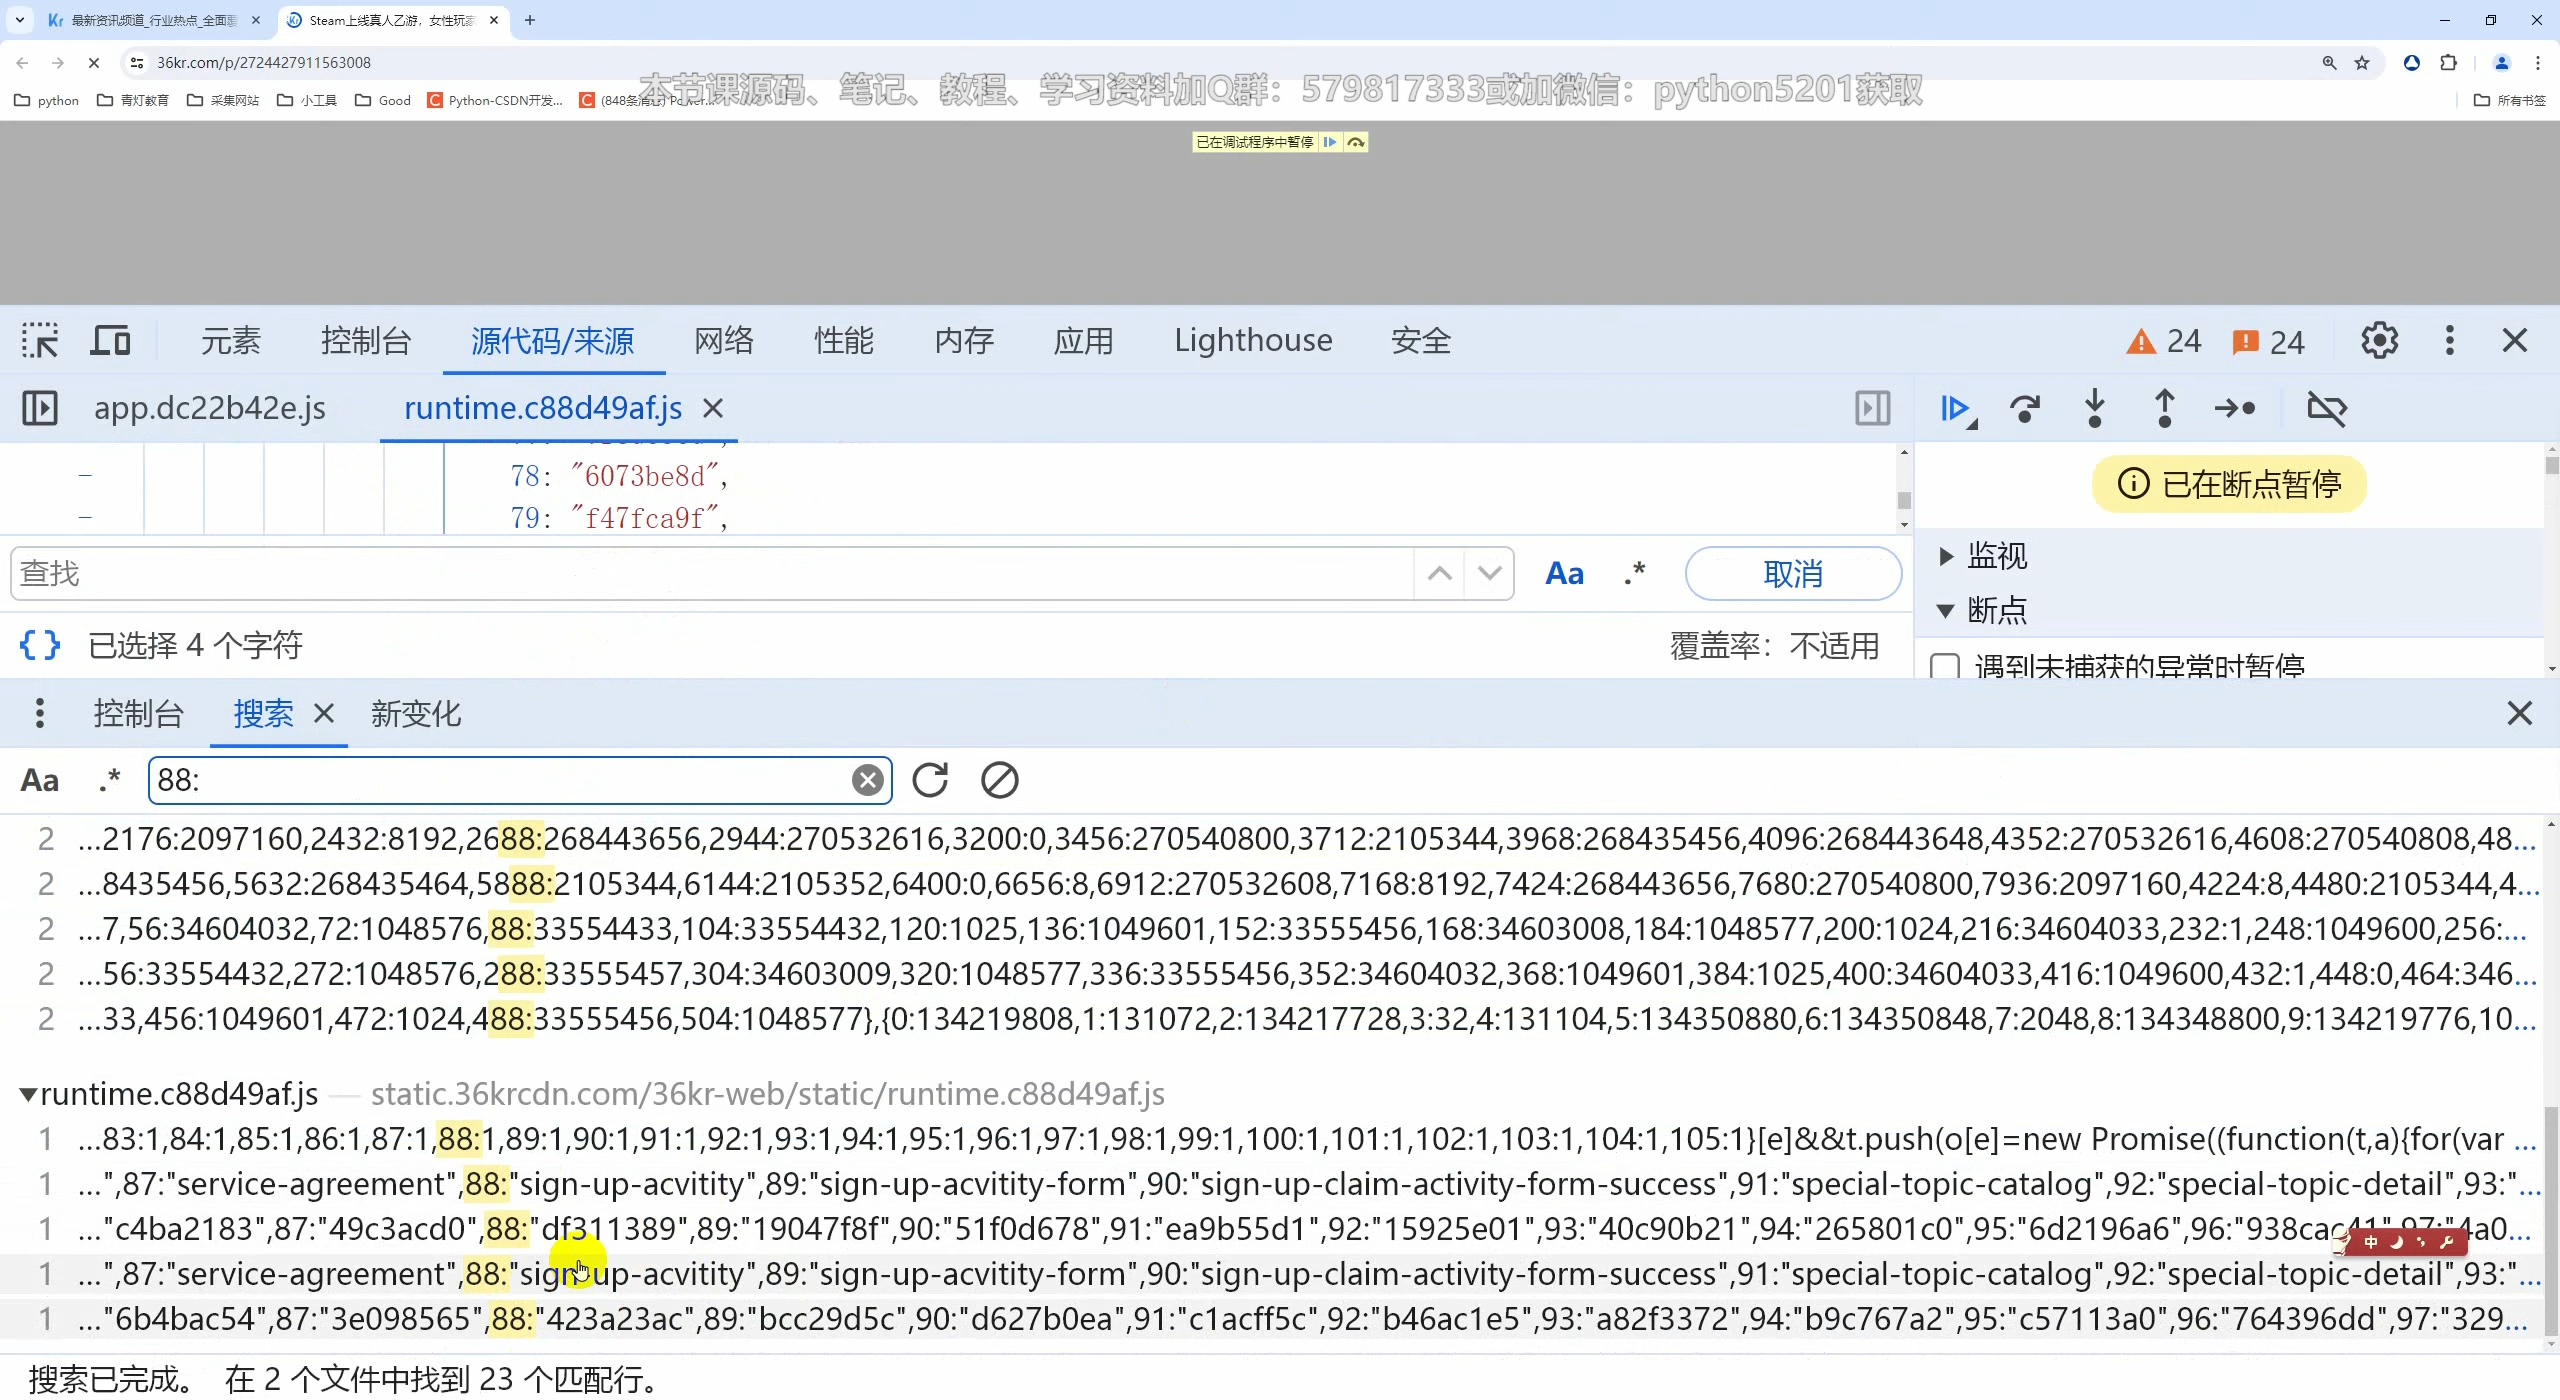 最新资讯频道_行业热点_全面
Steam上线真人乙游，女性玩家
36kr.com/p/2724427911563008
python
青灯教育
采集网站
小工具
Good
Python-CSDN开发...
所有书签
本节课源码、笔记、教程、学习资料加Q群：579817333或加微信：python5201获取
已在调试程序中暂停
元素
控制台
源代码/来源
网络
性能
内存
应用
Lighthouse
安全
24
24
app.dc22b42e.js
runtime.c88d49af.js
78: "6073be8d",
79: "f47fca9f",
已在断点暂停
查找
Aa
.*
取消
监视
断点
{ } 已选择 4 个字符
覆盖率：不适用
遇到未捕获的异常时暂停
控制台
搜索
新变化
Aa
.*
88:
2 ...2176:2097160,2432:8192,2688:268443656,2944:270532616,3200:0,3456:270540800,3712:2105344,3968:268435456,4096:268443648,4352:270532616,4608:270540808,48...
2 ...8435456,5632:268435464,5888:2105344,6144:2105352,6400:0,6656:8,6912:270532608,7168:8192,7424:268443656,7680:270540800,7936:2097160,4224:8,4480:2105344,4...
2 ...7,56:34604032,72:1048576,88:33554433,104:33554432,120:1025,136:1049601,152:33555456,168:34603008,184:1048577,200:1024,216:34604033,232:1,248:1049600,256:...
2 ...56:33554432,272:1048576,288:33555457,304:34603009,320:1048577,336:33555456,352:34604032,368:1049601,384:1025,400:34604033,416:1049600,432:1,448:0,464:346...
2 ...33,456:1049601,472:1024,488:33555456,504:1048577},{0:134219808,1:131072,2:134217728,3:32,4:131104,5:134350880,6:134350848,7:2048,8:134348800,9:134219776,10...
runtime.c88d49af.js — static.36krcdn.com/36kr-web/static/runtime.c88d49af.js
1 ...83:1,84:1,85:1,86:1,87:1,88:1,89:1,90:1,91:1,92:1,93:1,94:1,95:1,96:1,97:1,98:1,99:1,100:1,101:1,102:1,103:1,104:1,105:1}[e]&&t.push(o[e]=new Promise((function(t,a){for(var ...
1 ...",87:"service-agreement",88:"sign-up-acvitity",89:"sign-up-acvitity-form",90:"sign-up-claim-activity-form-success",91:"special-topic-catalog",92:"special-topic-detail",93:"...
1 ..."c4ba2183",87:"49c3acd0",88:"df311389",89:"19047f8f",90:"51f0d678",91:"ea9b55d1",92:"15925e01",93:"40c90b21",94:"265801c0",95:"6d2196a6",96:"938cac41",97:"4a0...
1 ...",87:"service-agreement",88:"sign-up-acvitity",89:"sign-up-acvitity-form",90:"sign-up-claim-activity-form-success",91:"special-topic-catalog",92:"special-topic-detail",93:"...
1 ..."6b4bac54",87:"3e098565",88:"423a23ac",89:"bcc29d5c",90:"d627b0ea",91:"c1acff5c",92:"b46ac1e5",93:"a82f3372",94:"b9c767a2",95:"c57113a0",96:"764396dd",97:"329...
中
搜索已完成。 在 2 个文件中找到 23 个匹配行。